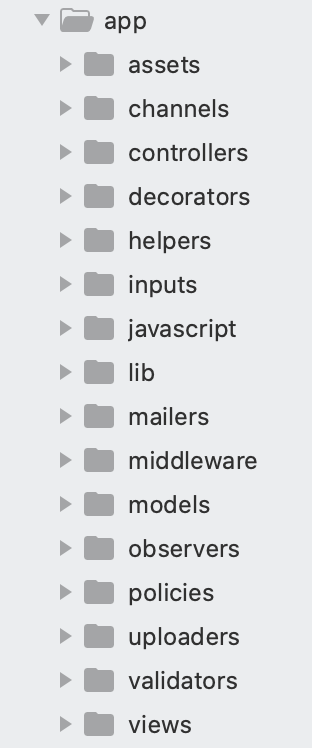 app
assets
channels
controllers
decorators
helpers
inputs
javascript
lib
mailers
middleware
models
observers
policies
uploaders
validators
views